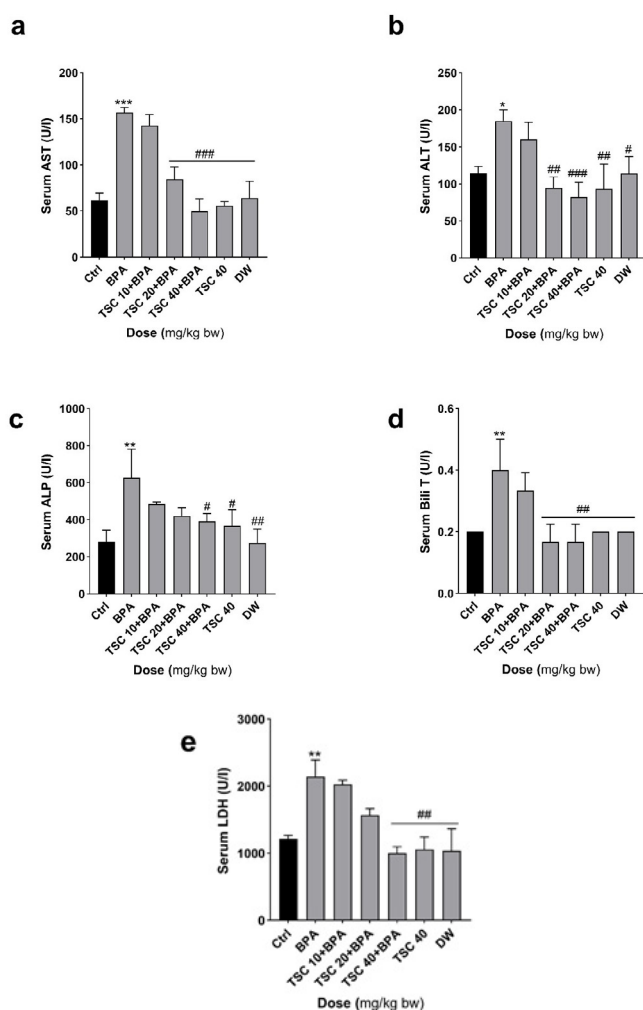 a
Serum AST (U/l)
200
150
100
50
0
***
###
Ctrl
BPA
TSC 10+BPA
TSC 20+BPA
TSC 40+BPA
TSC 40
DW
Dose (mg/kg bw)
b
Serum ALT (U/l)
250
200
150
100
50
0
*
##
###
##
#
Ctrl
BPA
TSC 10+BPA
TSC 20+BPA
TSC 40+BPA
TSC 40
DW
Dose (mg/kg bw)
c
Serum ALP (U/l)
1000
800
600
400
200
0
**
#
#
##
Ctrl
BPA
TSC 10+BPA
TSC 20+BPA
TSC 40+BPA
TSC 40
DW
Dose (mg/kg bw)
d
Serum Bili T (U/l)
0.6
0.4
0.2
0.0
**
##
Ctrl
BPA
TSC 10+BPA
TSC 20+BPA
TSC 40+BPA
TSC 40
DW
Dose (mg/kg bw)
e
Serum LDH (U/l)
3000
2000
1000
0
**
##
Ctrl
BPA
TSC 10+BPA
TSC 20+BPA
TSC 40+BPA
TSC 40
DW
Dose (mg/kg bw)